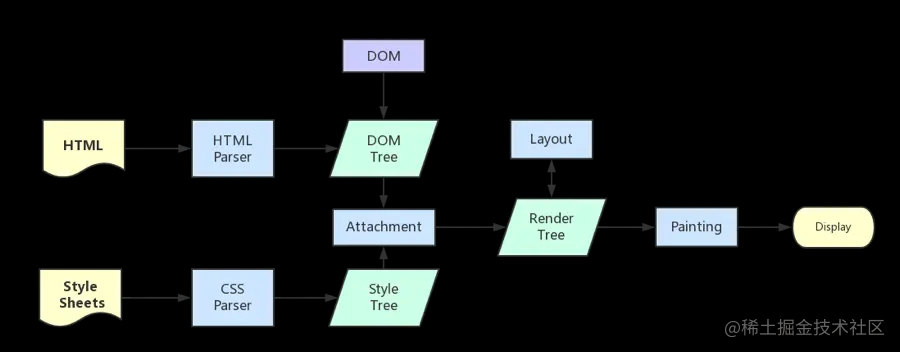 DOM
HTML
HTML
Parser
DOM
Tree
Layout
Attachment
Render
Tree
Painting
Display
Style
Sheets
CSS
Parser
Style
Tree
@稀土掘金技术社区